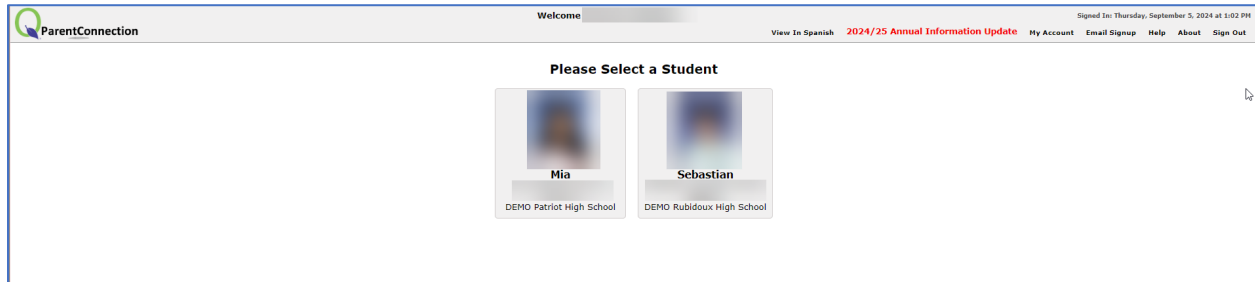 ParentConnection
Welcome
Signed In: Thursday, September 5, 2024 at 1:02 PM
View In Spanish 2024/25 Annual Information Update My Account Email Signup Help About Sign Out
Please Select a Student
Mia
DEMO Patriot High School
Sebastian
DEMO Rubidoux High School